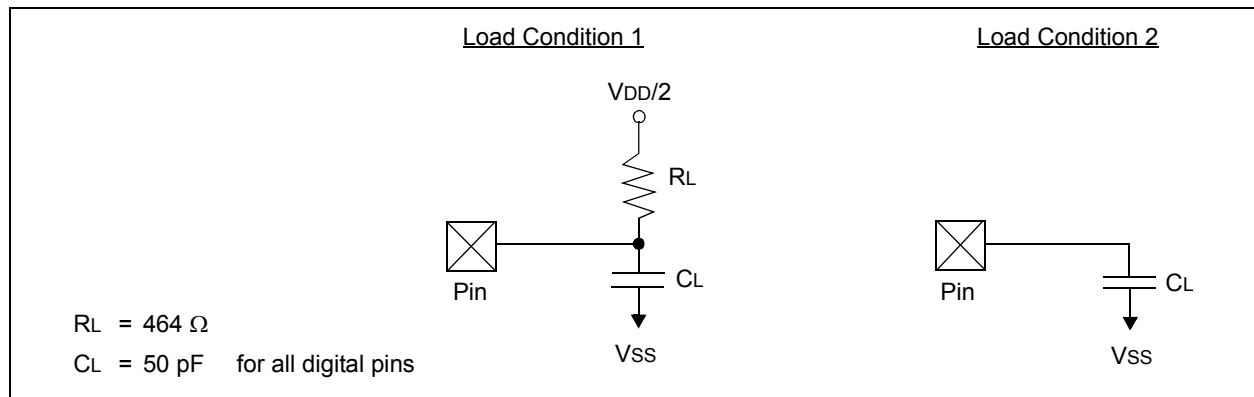 Load Condition 1
Load Condition 2
VDD/2
RL
Pin
CL
VSS
Pin
CL
VSS
RL = 464 Ω
CL = 50 pF for all digital pins